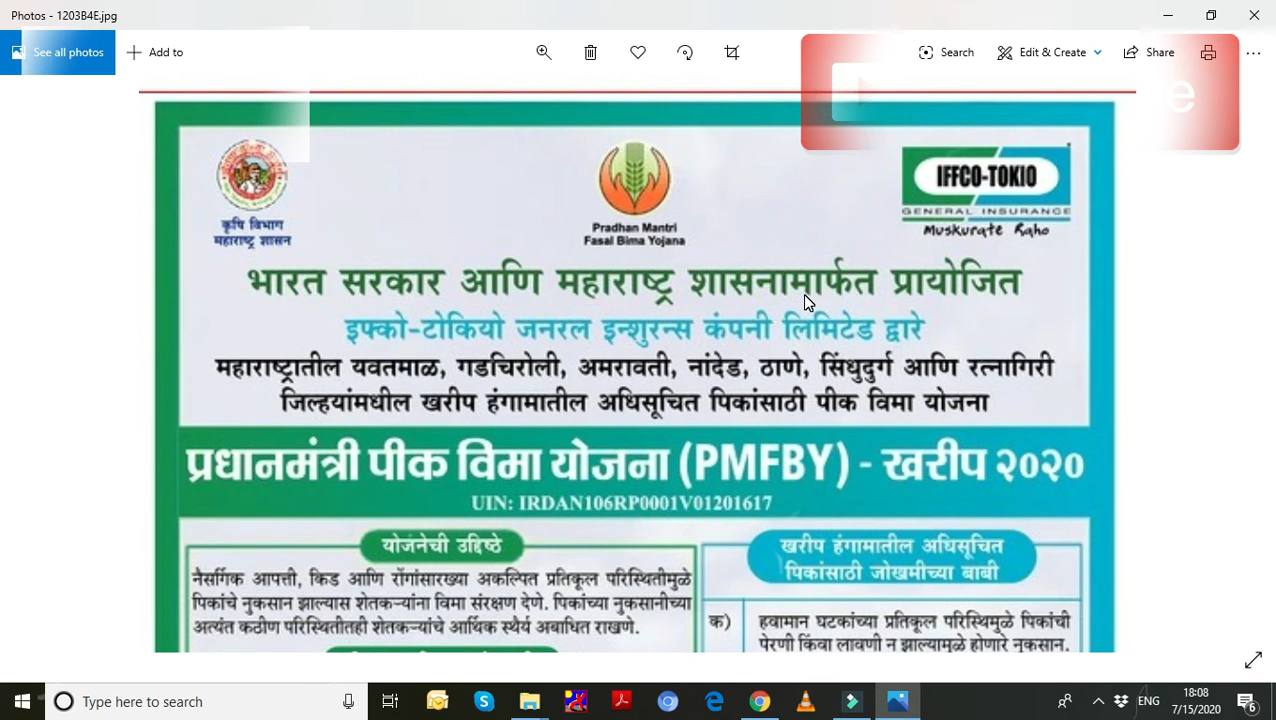 Photos - 1203B4E.jpg
See all photos
Add to
Search
Edit & Create
Share
e
कृषि विभाग
महाराष्ट्र शासन
Pradhan Mantri
Fasal Bima Yojana
IFFCO-TOKIO
GENERAL INSURANCE
Muskurate Raho
भारत सरकार आणि महाराष्ट्र शासनामार्फत प्रायोजित
इफ्को-टोकियो जनरल इन्शुरन्स कंपनी लिमिटेड द्वारे
महाराष्ट्रातील यवतमाळ, गडचिरोली, अमरावती, नांदेड, ठाणे, सिंधुदुर्ग आणि रत्नागिरी
जिल्हयांमधील खरीप हंगामातील अधिसूचित पिकांसाठी पीक विमा योजना
प्रधानमंत्री पीक विमा योजना (PMFBY) - खरीप २०२०
UIN: IRDAN106RP0001V01201617
योजनेची उद्दिष्ठे
नैसर्गिक आपत्ती, किड आणि रोंगांसारख्या अकल्पित प्रतिकूल परिस्थितीमुळे
पिकांचे नुकसान झाल्यास शेतकऱ्यांना विमा संरक्षण देणे. पिकांच्या नुकसानीच्या
अत्यंत कठीण परिस्थितीतही शेतकऱ्यांचे आर्थिक स्थैर्य अबाधित राखणे.
खरीप हंगामातील अधिसूचित
पिकांसाठी जोखमीच्या बाबी
क) हवामान घटकांच्या प्रतिकूल परिस्थिमुळे पिकांची
पेरणी किंवा लावणी न झाल्यामुळे होणारे नुकसान.
Type here to search
ENG
18:08
7/15/2020
6